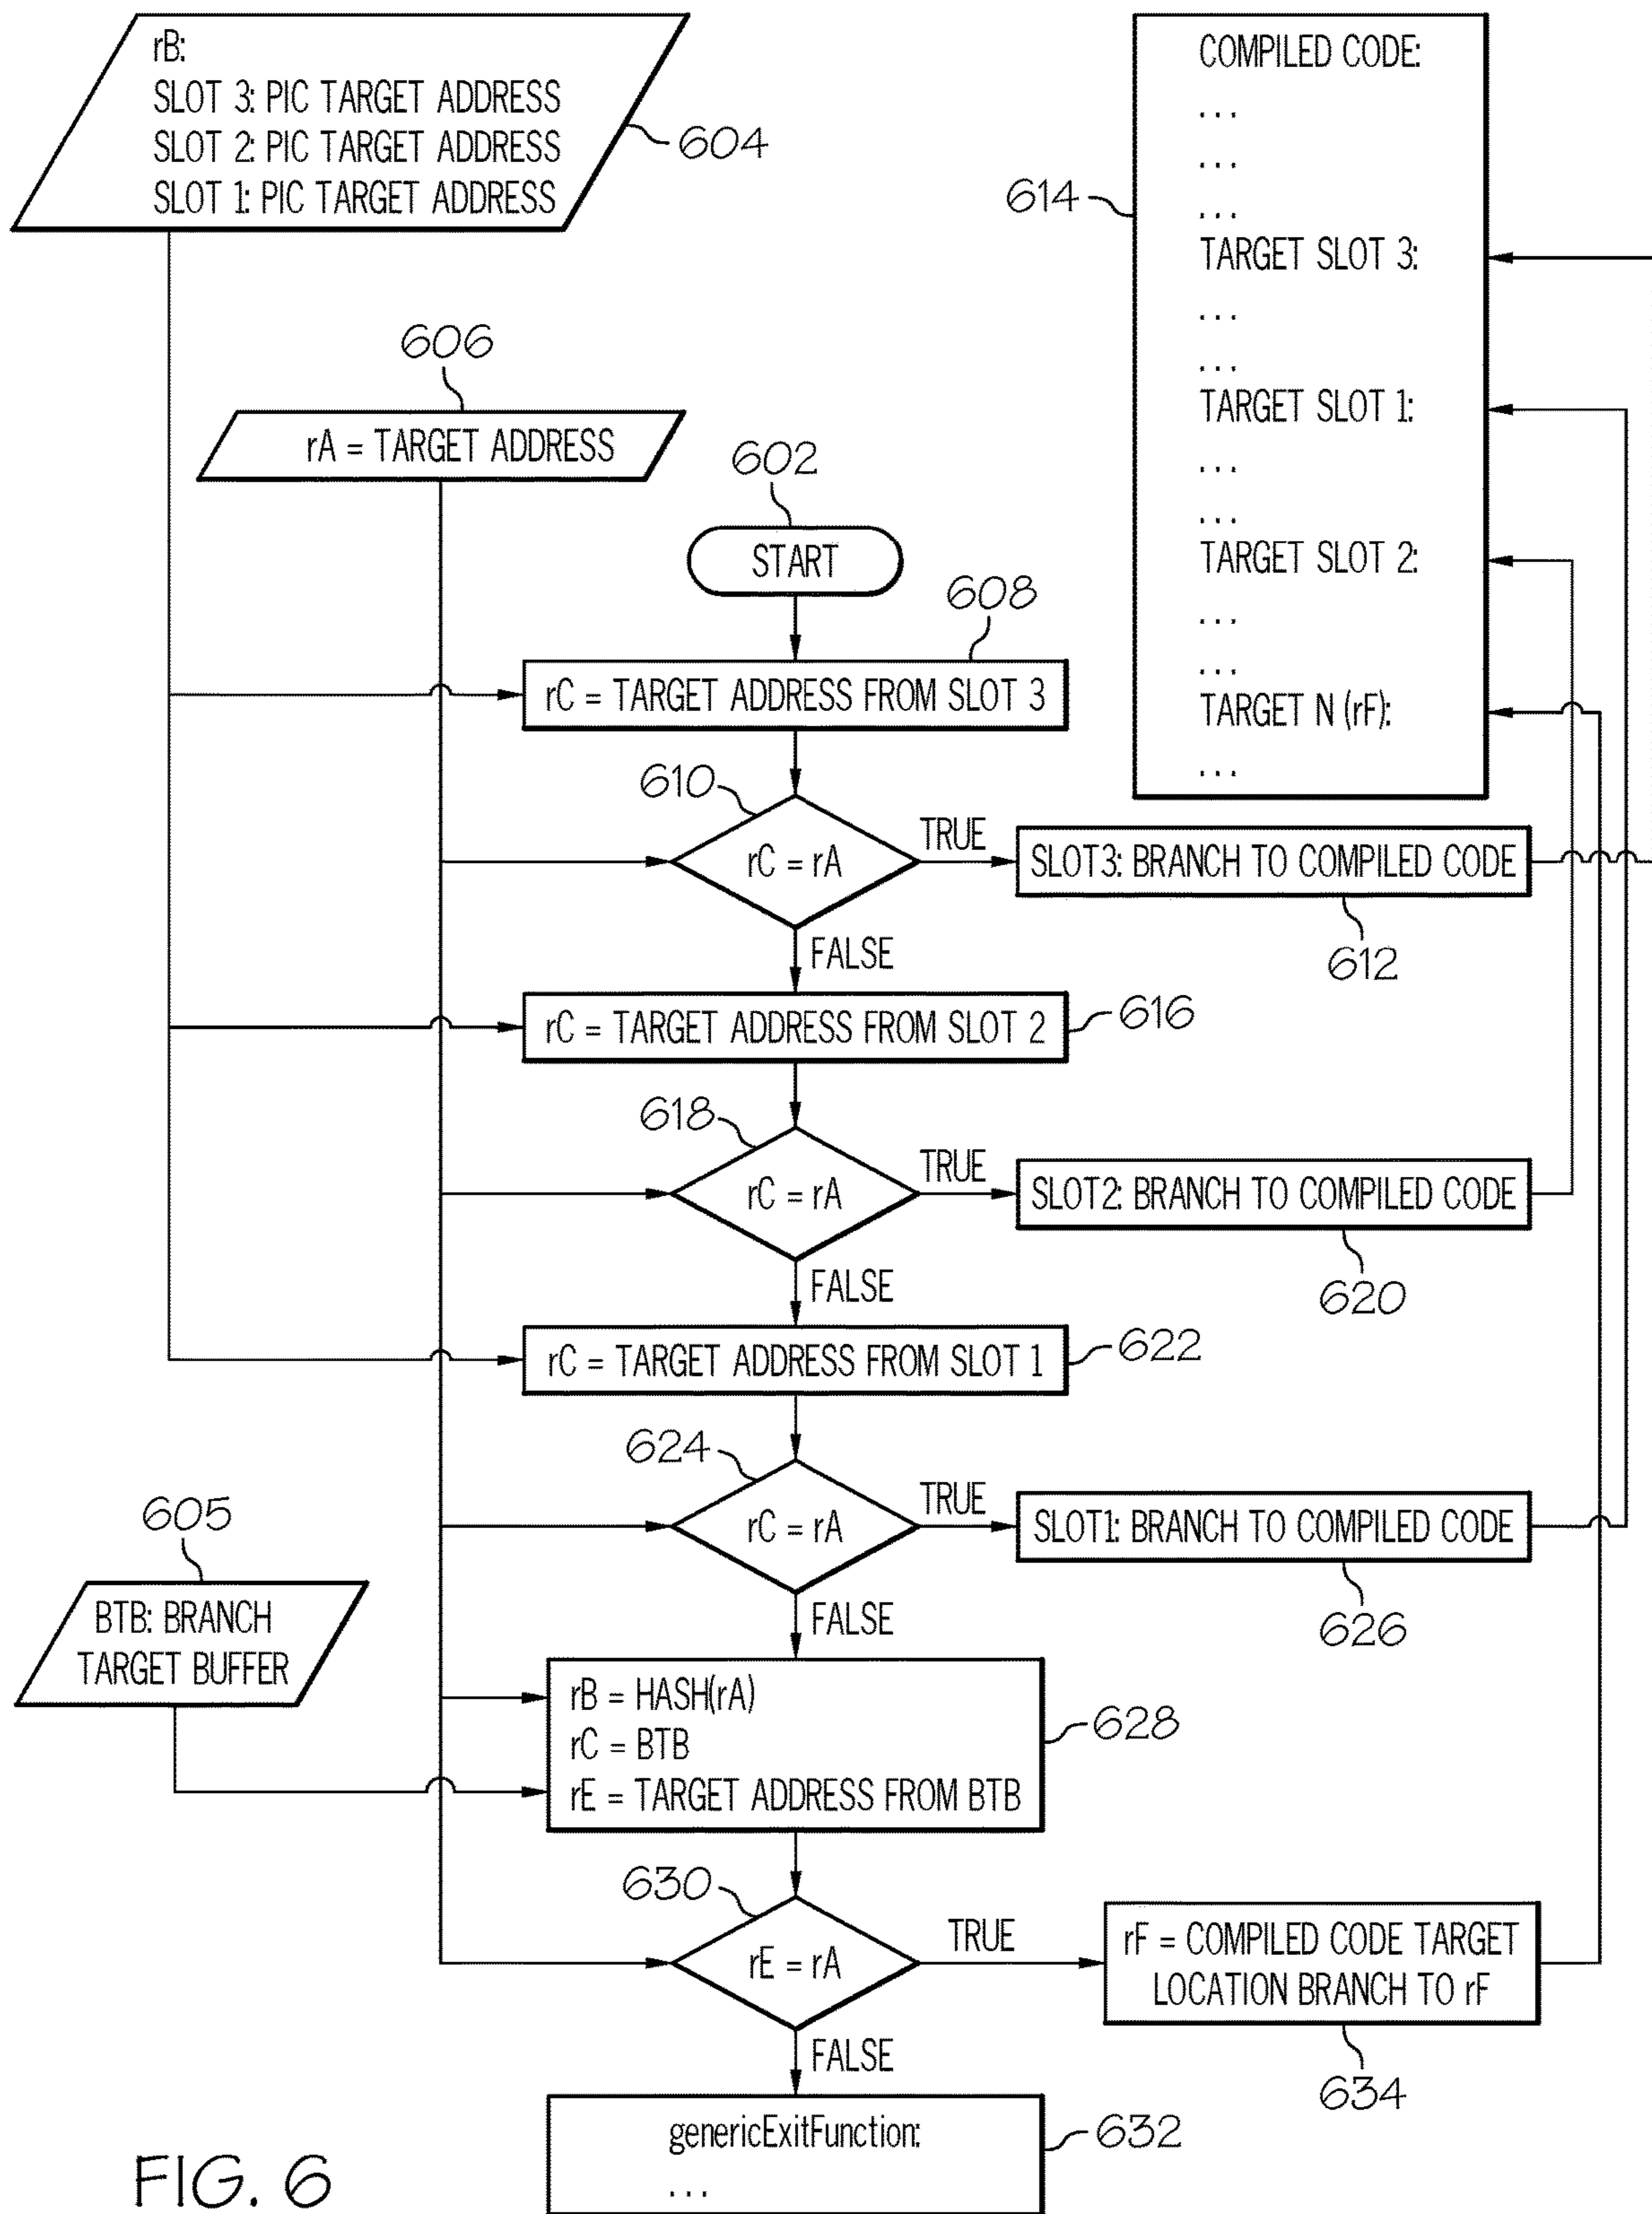 rB:
SLOT 3: PIC TARGET ADDRESS
SLOT 2: PIC TARGET ADDRESS
SLOT 1: PIC TARGET ADDRESS
604
COMPILED CODE:
...
...
...
614
TARGET SLOT 3:
...
...
TARGET SLOT 1:
...
...
TARGET SLOT 2:
...
...
TARGET N (rF):
...
606
rA = TARGET ADDRESS
602
START
608
rC = TARGET ADDRESS FROM SLOT 3
610
rC = rA
TRUE
SLOT3: BRANCH TO COMPILED CODE
612
FALSE
rC = TARGET ADDRESS FROM SLOT 2
616
618
rC = rA
TRUE
SLOT2: BRANCH TO COMPILED CODE
620
FALSE
rC = TARGET ADDRESS FROM SLOT 1
622
624
rC = rA
TRUE
SLOT1: BRANCH TO COMPILED CODE
626
FALSE
605
BTB: BRANCH
TARGET BUFFER
rB = HASH(rA)
rC = BTB
rE = TARGET ADDRESS FROM BTB
628
630
rE = rA
TRUE
rF = COMPILED CODE TARGET
LOCATION BRANCH TO rF
634
FALSE
genericExitFunction:
...
632
FIG. 6